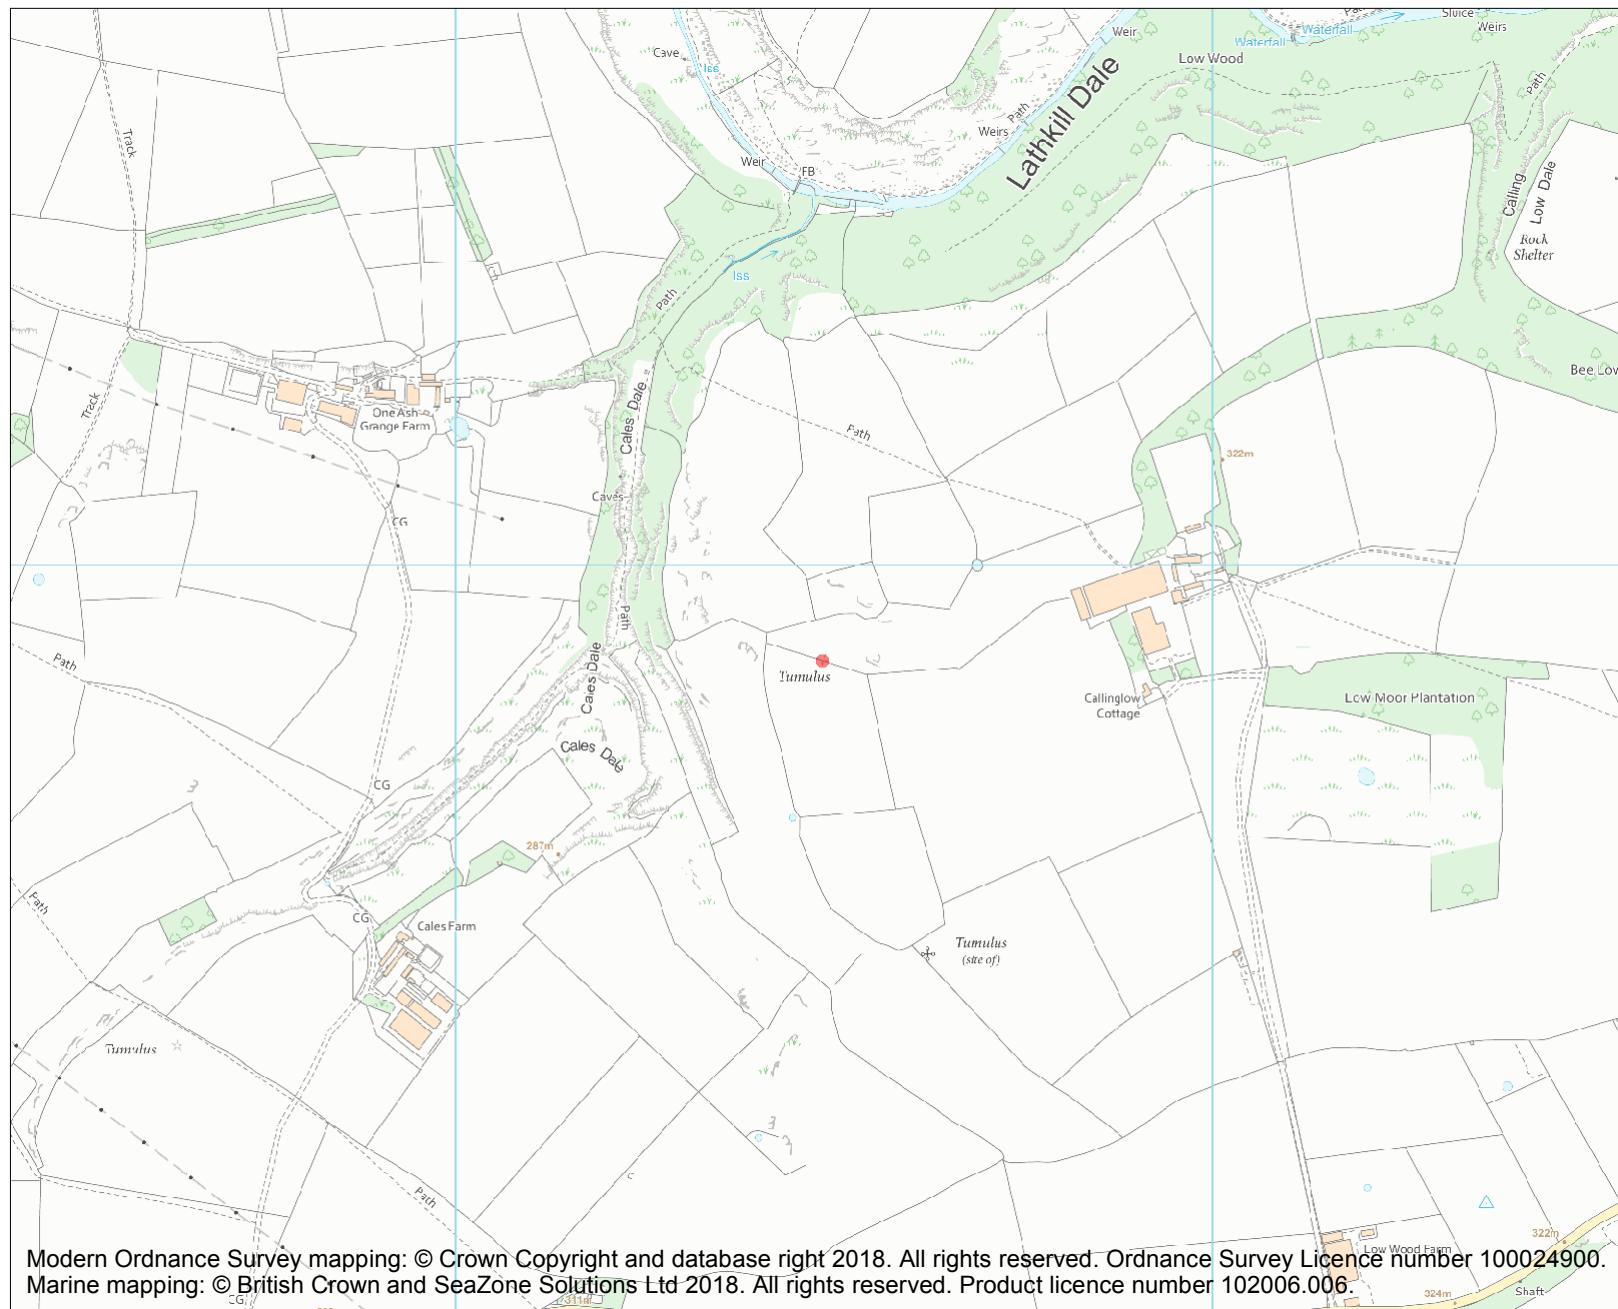 Path
Sluice
Weirs
Waterfall
Waterfall
Weir
Low Wood
Cave
Iss
Lathkill Dale
Path
Weirs
Path
Track
Weir
FB
Calling
Low Dale
Rock
Shelter
Iss
Path
Bee Low
Track
One Ash
Grange Farm
Cales Dale
Path
322m
Caves
CG
Path
Path
Cales Dale
Tumulus
Callinglow
Cottage
Low Moor Plantation
Cales Dale
CG
287m
Path
CG
Cales Farm
Tumulus
(site of)
Tumulus
Path
322m
Low Wood Farm
Modern Ordnance Survey mapping: © Crown Copyright and database right 2018. All rights reserved. Ordnance Survey Licence number 100024900.
Marine mapping: © British Crown and SeaZone Solutions Ltd 2018. All rights reserved. Product licence number 102006.006.
CG
311m
324m
Shaft